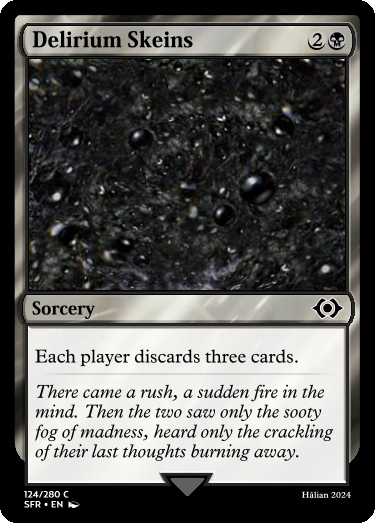 Delirium Skeins 2
Sorcery
Each player discards three cards.
There came a rush, a sudden fire in the
mind. Then the two saw only the sooty
fog of madness, heard only the crackling
of their last thoughts burning away.
124/280 C
SFR • EN
Hálian 2024